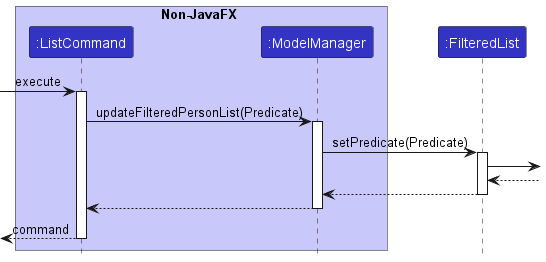 Non-JavaFX
:ListCommand
:ModelManager
:FilteredList
execute
updateFilteredPersonList(Predicate)
setPredicate(Predicate)
command